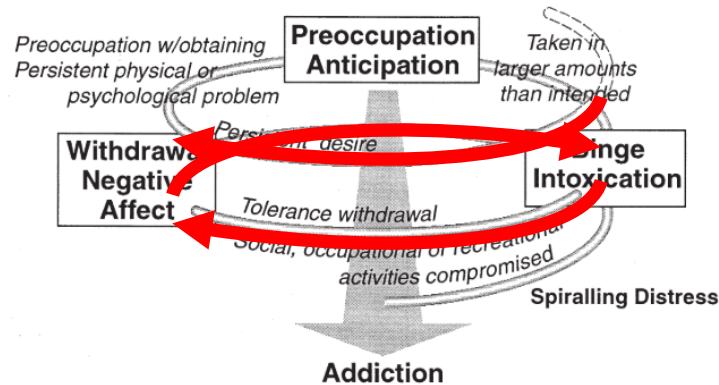 Preoccupation w/obtaining
Persistent physical or
psychological problem
Preoccupation
Anticipation
Taken in
larger amounts
than intended
Persistent desire
Withdrawal
Negative
Affect
Binge
Intoxication
Tolerance withdrawal
Social, occupational or recreational
activities compromised
Spiralling Distress
Addiction